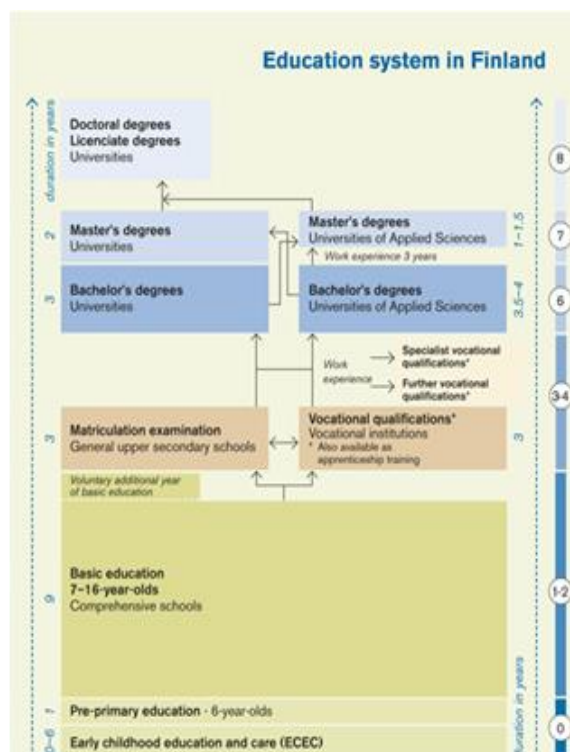 Education system in Finland
duration in years
Doctoral degrees
Licenciate degrees
Universities
8
2
Master's degrees
Universities
Master's degrees
Universities of Applied Sciences
1–1.5
7
Work experience 3 years
3
Bachelor's degrees
Universities
Bachelor's degrees
Universities of Applied Sciences
3.5–4
6
Work
experience
Specialist vocational
qualifications*
Further vocational
qualifications*
3-4
3
Matriculation examination
General upper secondary schools
Vocational qualifications*
Vocational institutions
* Also available as
apprenticeship training
3
Voluntary additional year
of basic education
9
Basic education
7–16-year-olds
Comprehensive schools
1-2
duration in years
1
Pre-primary education - 6-year-olds
0
0–6
Early childhood education and care (ECEC)